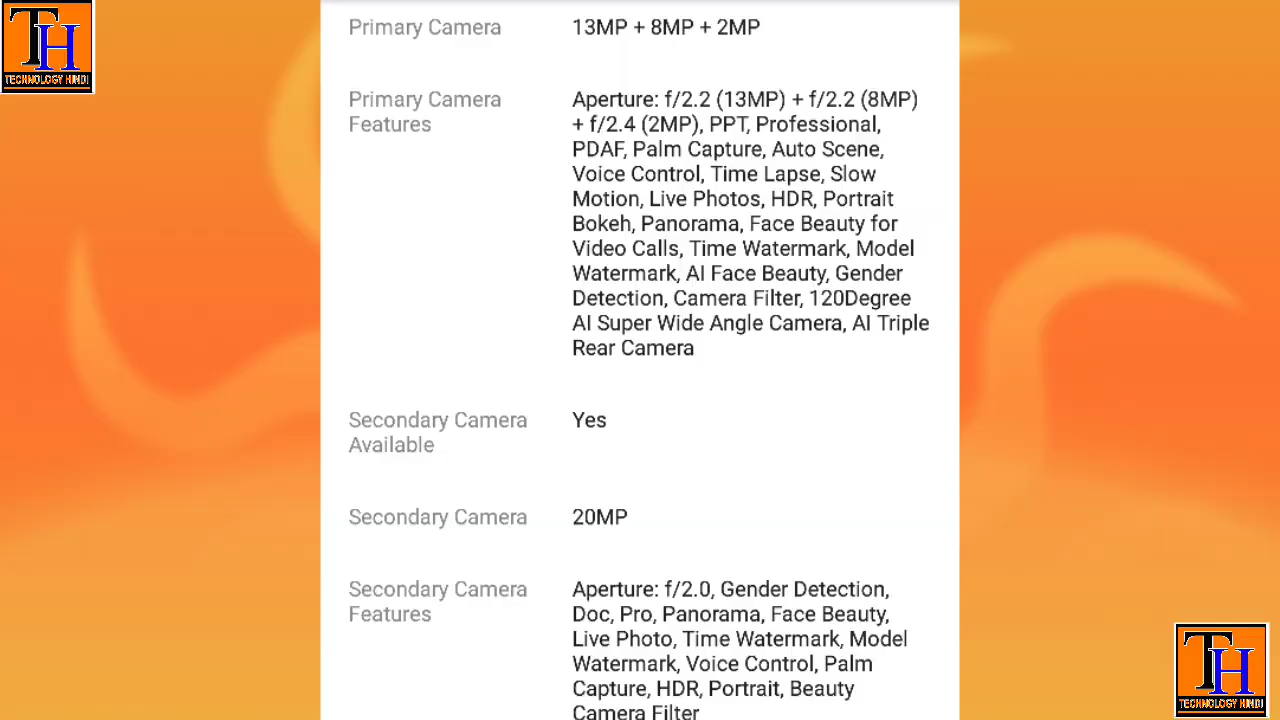 TH
TECHNOLOGY HINDI
Primary Camera
13MP + 8MP + 2MP
Primary Camera
Features
Aperture: f/2.2 (13MP) + f/2.2 (8MP)
+ f/2.4 (2MP), PPT, Professional,
PDAF, Palm Capture, Auto Scene,
Voice Control, Time Lapse, Slow
Motion, Live Photos, HDR, Portrait
Bokeh, Panorama, Face Beauty for
Video Calls, Time Watermark, Model
Watermark, AI Face Beauty, Gender
Detection, Camera Filter, 120Degree
AI Super Wide Angle Camera, AI Triple
Rear Camera
Secondary Camera
Available
Yes
Secondary Camera
20MP
Secondary Camera
Features
Aperture: f/2.0, Gender Detection,
Doc, Pro, Panorama, Face Beauty,
Live Photo, Time Watermark, Model
Watermark, Voice Control, Palm
Capture, HDR, Portrait, Beauty
Camera Filter
TH
TECHNOLOGY HINDI